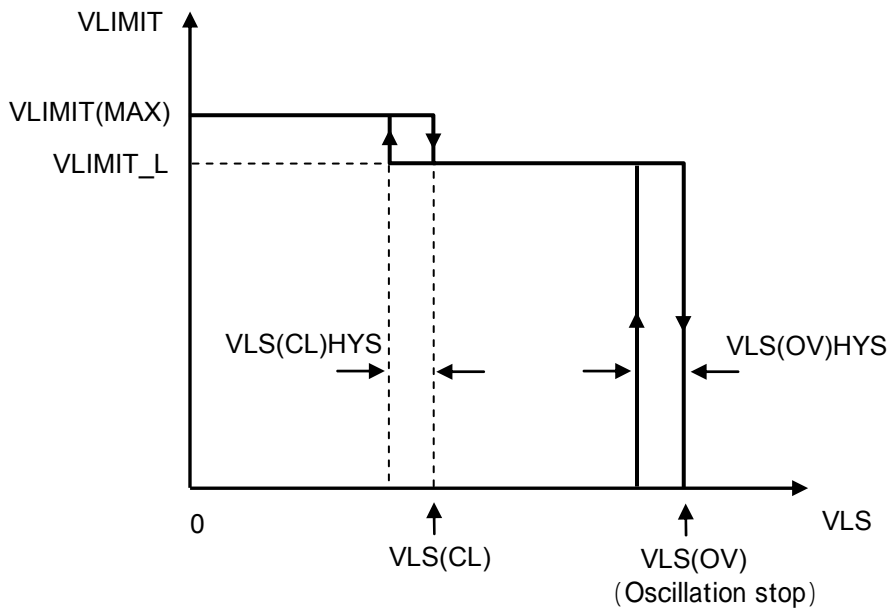 VLIMIT
VLIMIT(MAX)
VLIMIT_L
VLS(CL)HYS
VLS(OV)HYS
0
VLS
VLS(CL)
VLS(OV)
(Oscillation stop)